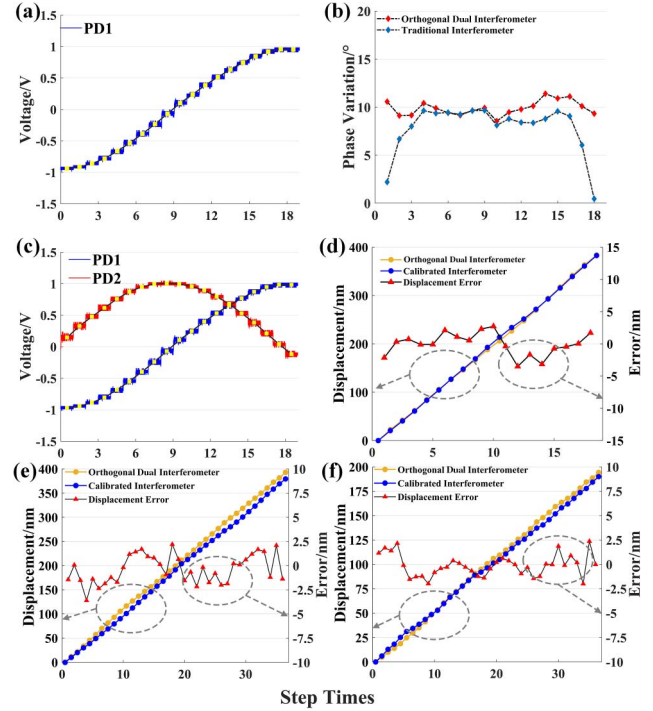 (a)
PD1
Voltage/V
1.5
1
0.5
0
-0.5
-1
-1.5
0 3 6 9 12 15 18
(b)
Orthogonal Dual Interferometer
Traditional Interferometer
Phase Variation/°
20
15
10
5
0
0 3 6 9 12 15 18
(c)
PD1
PD2
Voltage/V
1.5
1
0.5
0
-0.5
-1
-1.5
0 3 6 9 12 15 18
(d)
Orthogonal Dual Interferometer
Calibrated Interferometer
Displacement Error
Displacement/nm
400
300
200
100
0
Error/nm
15
10
5
0
-5
-10
-15
0 5 10 15
(e)
Orthogonal Dual Interferometer
Calibrated Interferometer
Displacement Error
Displacement/nm
400
350
300
250
200
150
100
50
0
Error/nm
10
7.5
5
2.5
0
-2.5
-5
-7.5
-10
0 10 20 30
(f)
Orthogonal Dual Interferometer
Calibrated Interferometer
Displacement Error
Displacement/nm
200
175
150
125
100
75
50
25
0
Error/nm
10
7.5
5
2.5
0
-2.5
-5
-7.5
-10
0 10 20 30
Step Times